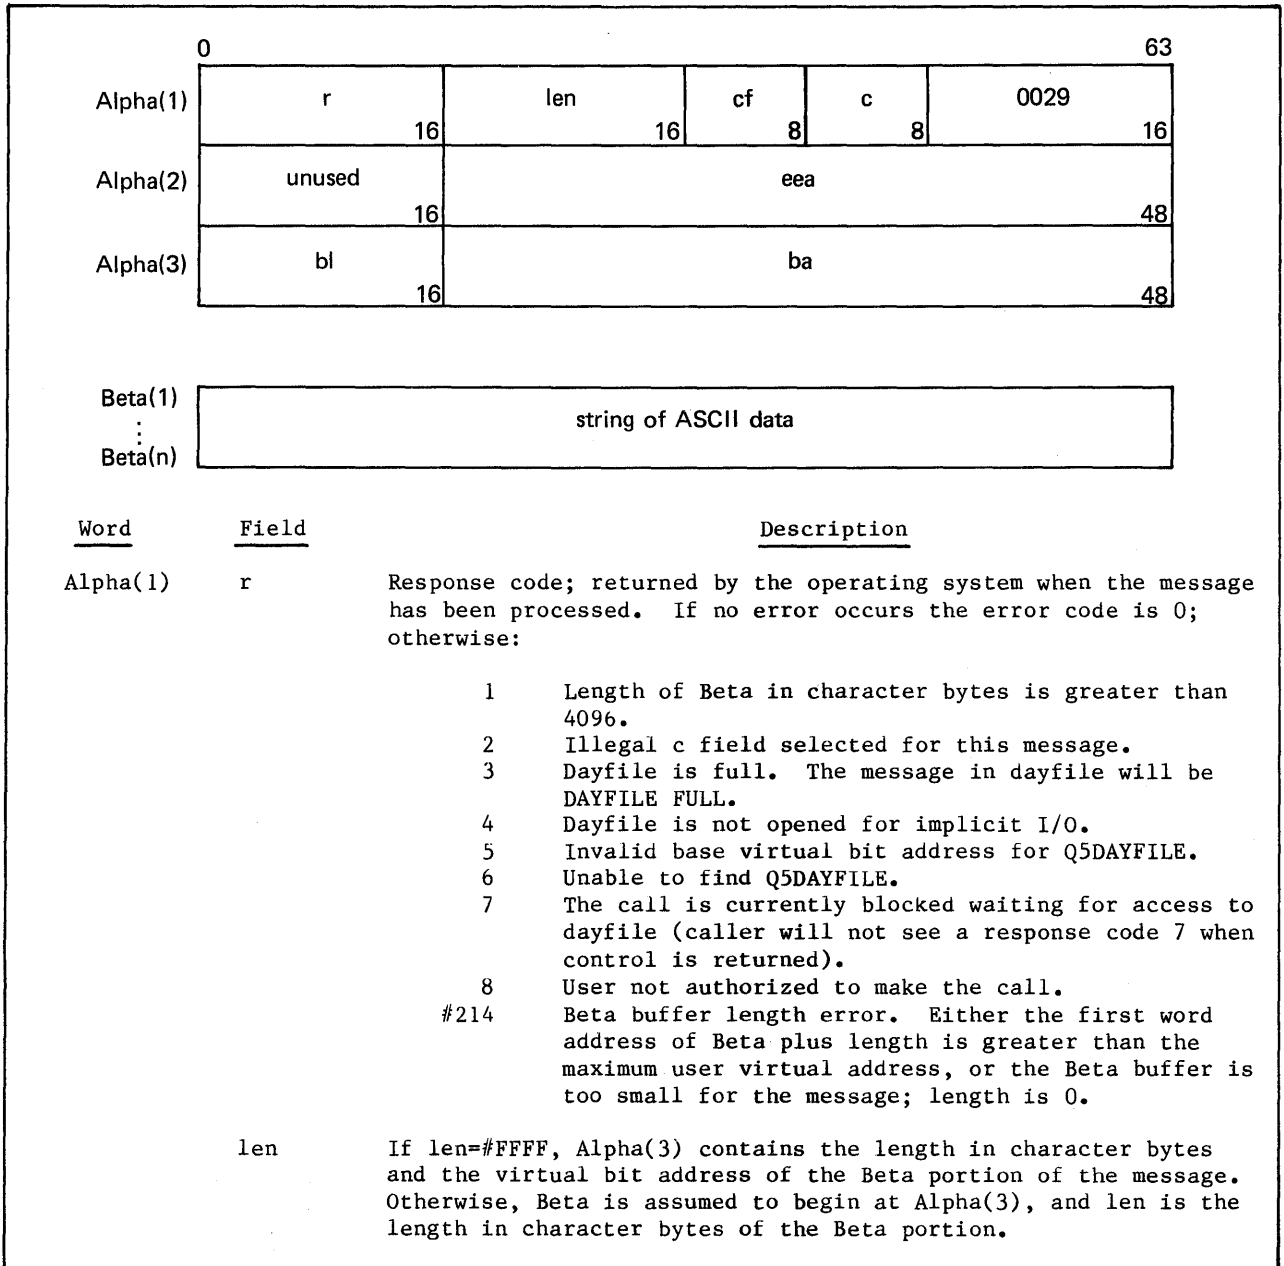 0 63
Alpha(1) r len cf c 0029
16 16 8 8 16
Alpha(2) unused eea
16 48
Alpha(3) bl ba
16 48
Beta(1)
string of ASCII data
⋮
Beta(n)
Word Field Description
Alpha(1) r Response code; returned by the operating system when the message
has been processed. If no error occurs the error code is 0;
otherwise:
1 Length of Beta in character bytes is greater than
4096.
2 Illegal c field selected for this message.
3 Dayfile is full. The message in dayfile will be
DAYFILE FULL.
4 Dayfile is not opened for implicit I/O.
5 Invalid base virtual bit address for Q5DAYFILE.
6 Unable to find Q5DAYFILE.
7 The call is currently blocked waiting for access to
dayfile (caller will not see a response code 7 when
control is returned).
8 User not authorized to make the call.
#214 Beta buffer length error. Either the first word
address of Beta plus length is greater than the
maximum user virtual address, or the Beta buffer is
too small for the message; length is 0.
len If len=#FFFF, Alpha(3) contains the length in character bytes
and the virtual bit address of the Beta portion of the message.
Otherwise, Beta is assumed to begin at Alpha(3), and len is the
length in character bytes of the Beta portion.